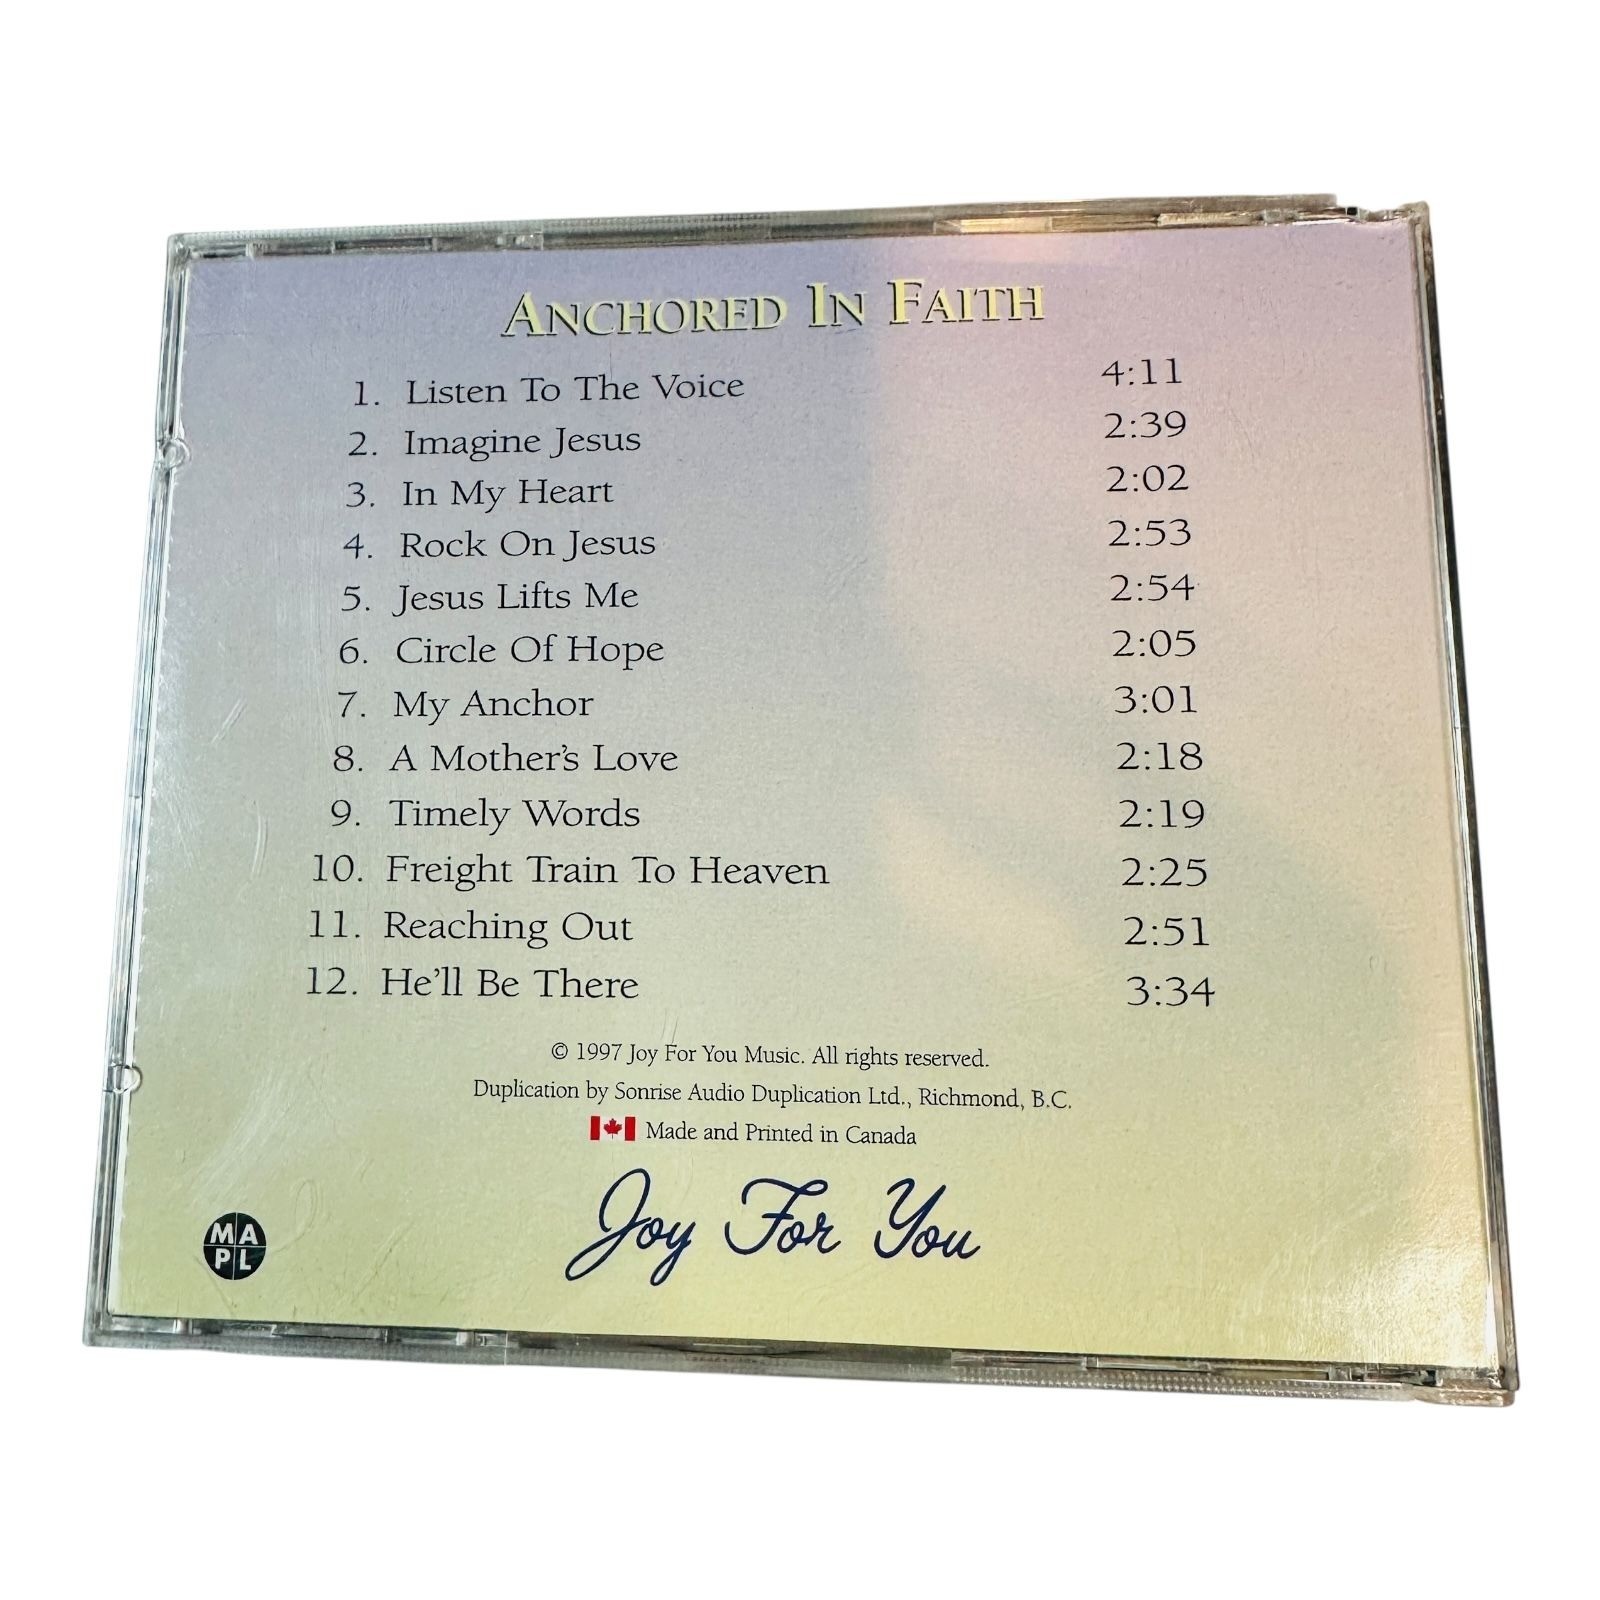 ANCHORED IN FAITH
1. Listen To The Voice 4:11
2. Imagine Jesus 2:39
3. In My Heart 2:02
4. Rock On Jesus 2:53
5. Jesus Lifts Me 2:54
6. Circle Of Hope 2:05
7. My Anchor 3:01
8. A Mother's Love 2:18
9. Timely Words 2:19
10. Freight Train To Heaven 2:25
11. Reaching Out 2:51
12. He'll Be There 3:34
© 1997 Joy For You Music. All rights reserved.
Duplication by Sonrise Audio Duplication Ltd., Richmond, B.C.
Made and Printed in Canada
Joy For You
MA
PL